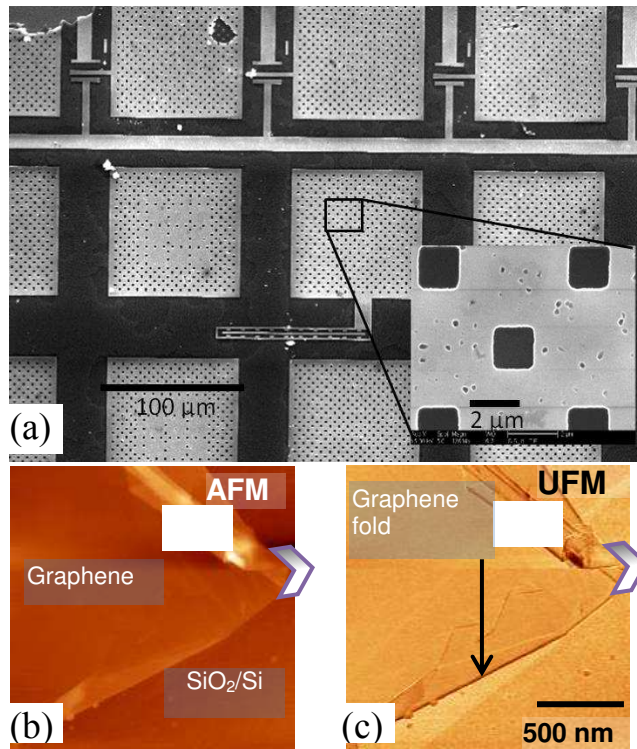 100 µm
2 µm
(a)
AFM
Graphene
SiO₂/Si
(b)
UFM
Graphene
fold
500 nm
(c)